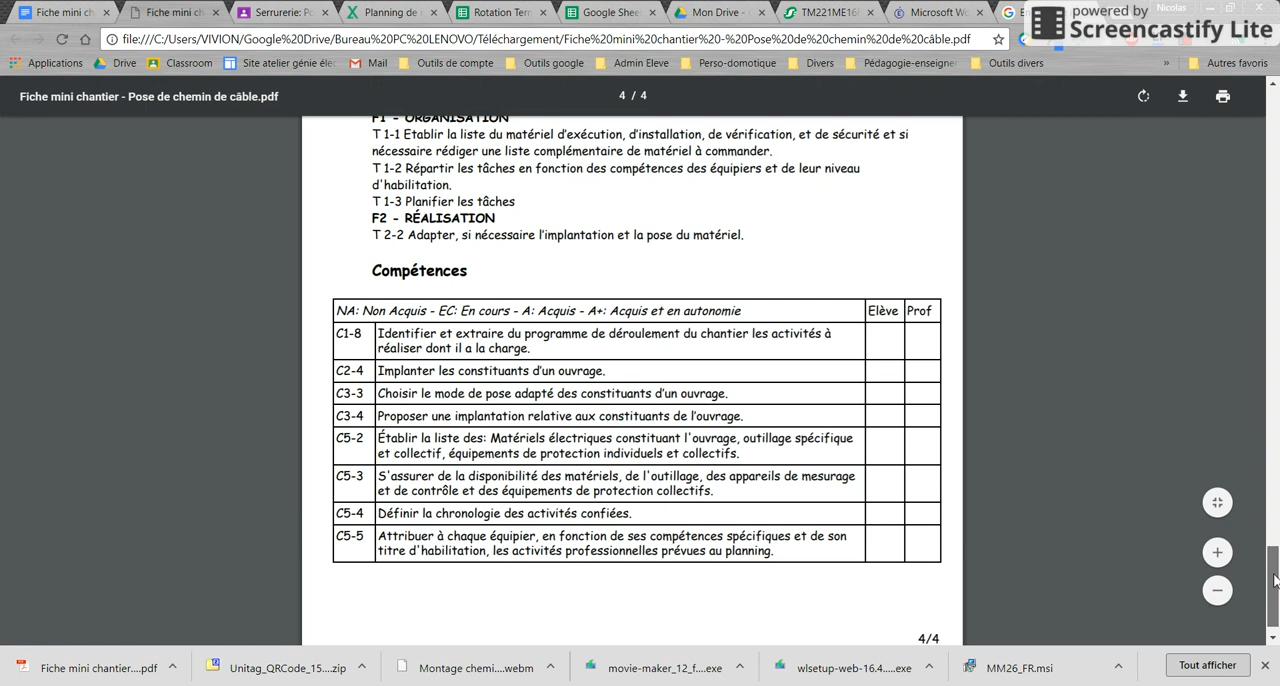 Fiche mini ch
Fiche mini ch
Serrurerie: Po
Planning de
Rotation Terr
Google Shee
Mon Drive -
TM221ME16
Microsoft W
Nicolas
powered by
Screencastify Lite
file:///C:/Users/VIVION/Google%20Drive/Bureau%20LENOVO/Télé chargement/Fiche%20mini%20chantier%20-%20Pose%20de%20chemin%20de%20câble.pdf
Applications
Drive
Classroom
Site atelier génie élec
Mail
Outils de compte
Outils google
Admin Eleve
Perso-domotique
Divers
Pédagogie-enseigner
Outils divers
»
Autres favoris
Fiche mini chantier - Pose de chemin de câble.pdf
4 / 4
F1 - ORGANISATION
T 1-1 Etablir la liste du matériel d'exécution, d'installation, de vérification, et de sécurité et si
nécessaire rédiger une liste complémentaire de matériel à commander.
T 1-2 Répartir les tâches en fonction des compétences des équipiers et de leur niveau
d'habilitation.
T 1-3 Planifier les tâches
F2 - RÉALISATION
T 2-2 Adapter, si nécessaire l'implantation et la pose du matériel.
Compétences
NA: Non Acquis - EC: En cours - A: Acquis - A+: Acquis et en autonomie Elève Prof
C1-8 Identifier et extraire du programme de déroulement du chantier les activités à
réaliser dont il a la charge.
C2-4 Implanter les constituants d'un ouvrage.
C3-3 Choisir le mode de pose adapté des constituants d'un ouvrage.
C3-4 Proposer une implantation relative aux constituants de l'ouvrage.
C5-2 Établir la liste des: Matériels électriques constituant l'ouvrage, outillage spécifique
et collectif, équipements de protection individuels et collectifs.
C5-3 S'assurer de la disponibilité des matériels, de l'outillage, des appareils de mesurage
et de contrôle et des équipements de protection collectifs.
C5-4 Définir la chronologie des activités confiées.
C5-5 Attribuer à chaque équipier, en fonction de ses compétences spécifiques et de son
titre d'habilitation, les activités professionnelles prévues au planning.
4/4
Fiche mini chantier....pdf
Unitag_QRCode_15....zip
Montage chemi....webm
movie-maker_12_f....exe
wlsetup-web-16.4.....exe
MM26_FR.msi
Tout afficher